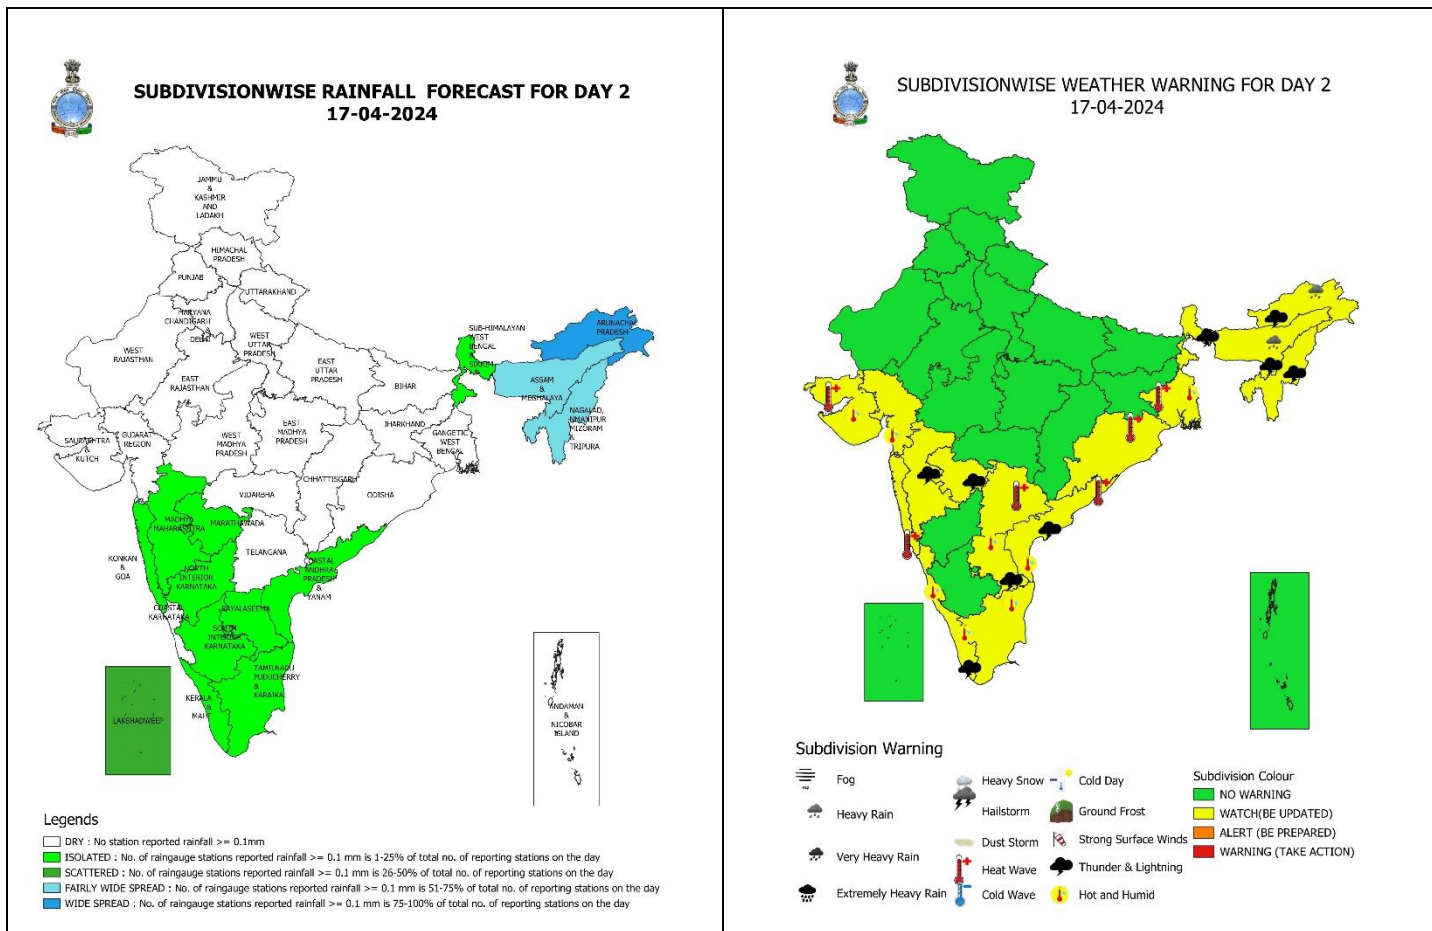 SUBDIVISIONWISE RAINFALL FORECAST FOR DAY 2
17-04-2024
JAMMU
&
KASHMIR
AND
LADAKH
HIMACHAL
PRADESH
PUNJAB
UTTARAKHAND
HARYANA
CHANDIGARH
&
DELHI
WEST
RAJASTHAN
WEST
UTTAR
PRADESH
EAST
UTTAR
PRADESH
EAST
RAJASTHAN
BIHAR
SUB-HIMALAYAN
WEST
BENGAL
&
SIKKIM
ARUNACHAL
PRADESH
ASSAM
&
MEGHALAYA
NAGALAD,
MANIPUR
MIZORAM
&
TRIPURA
SAURASHTRA
&
KUTCH
GUJARAT
REGION
WEST
MADHYA
PRADESH
EAST
MADHYA
PRADESH
JHARKHAND
GANGETIC
WEST
BENGAL
CHHATTISGARH
ODISHA
VIDARBHA
MADHYA
MAHARASHTRA
MARATHAWADA
TELANGANA
KONKAN
&
GOA
NORTH
INTERIOR
KARNATAKA
COASTAL
ANDHRA
PRADESH
&
YANAM
COASTAL
KARNATAKA
RAYALASEEMA
SOUTH
INTERIOR
KARNATAKA
TAMILNADU
PUDUCHERRY
&
KARAIKAL
KERALA
&
MAHE
LAKSHADWEEP
ANDAMAN
&
NICOBAR
ISLAND
Legends
DRY : No station reported rainfall >= 0.1mm
ISOLATED : No. of raingauge stations reported rainfall >= 0.1 mm is 1-25% of total no. of reporting stations on the day
SCATTERED : No. of raingauge stations reported rainfall >= 0.1 mm is 26-50% of total no. of reporting stations on the day
FAIRLY WIDE SPREAD : No. of raingauge stations reported rainfall >= 0.1 mm is 51-75% of total no. of reporting stations on the day
WIDE SPREAD : No. of raingauge stations reported rainfall >= 0.1 mm is 75-100% of total no. of reporting stations on the day
SUBDIVISIONWISE WEATHER WARNING FOR DAY 2
17-04-2024
Subdivision Warning
Fog
Heavy Rain
Very Heavy Rain
Extremely Heavy Rain
Heavy Snow
Hailstorm
Dust Storm
Heat Wave
Cold Wave
Cold Day
Ground Frost
Strong Surface Winds
Thunder & Lightning
Hot and Humid
Subdivision Colour
NO WARNING
WATCH(BE UPDATED)
ALERT (BE PREPARED)
WARNING (TAKE ACTION)